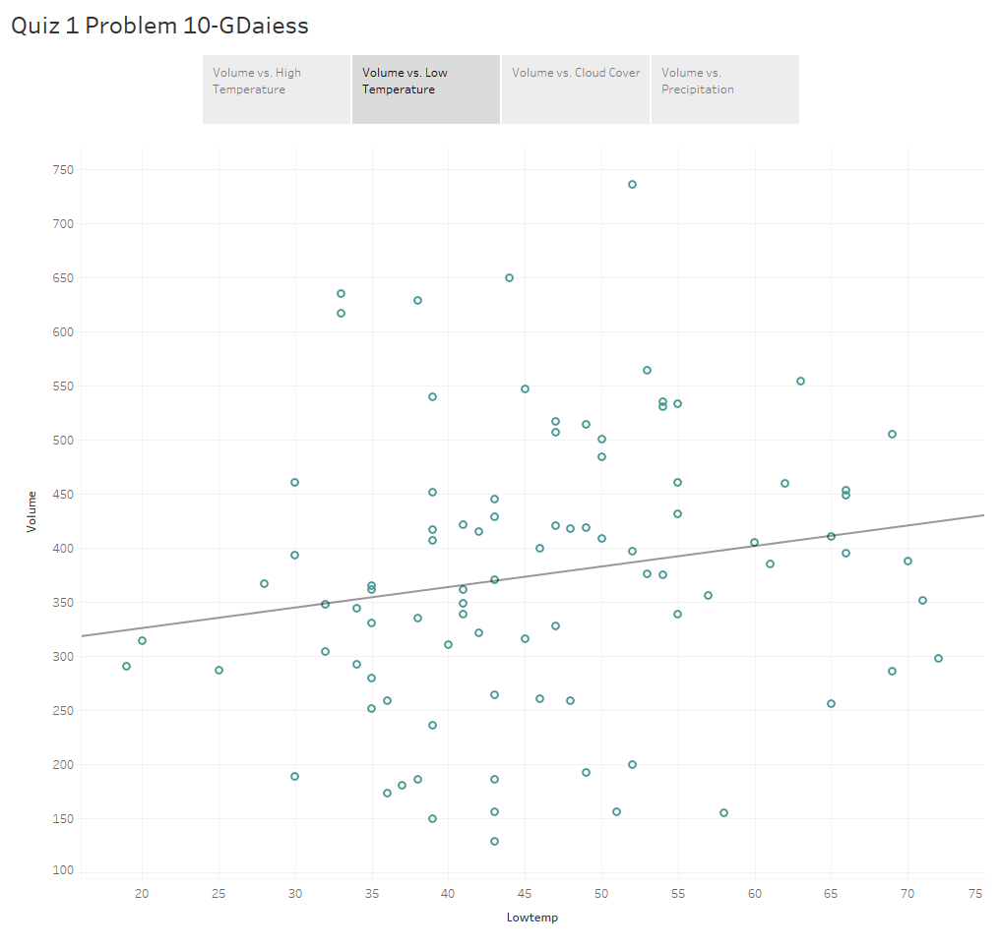 Quiz 1 Problem 10-GDaiess
Volume vs. High
Temperature
Volume vs. Low
Temperature
Volume vs. Cloud Cover
Volume vs.
Precipitation
750
700
650
600
550
500
450
400
350
300
250
200
150
100
Volume
20 25 30 35 40 45 50 55 60 65 70 75
Lowtemp